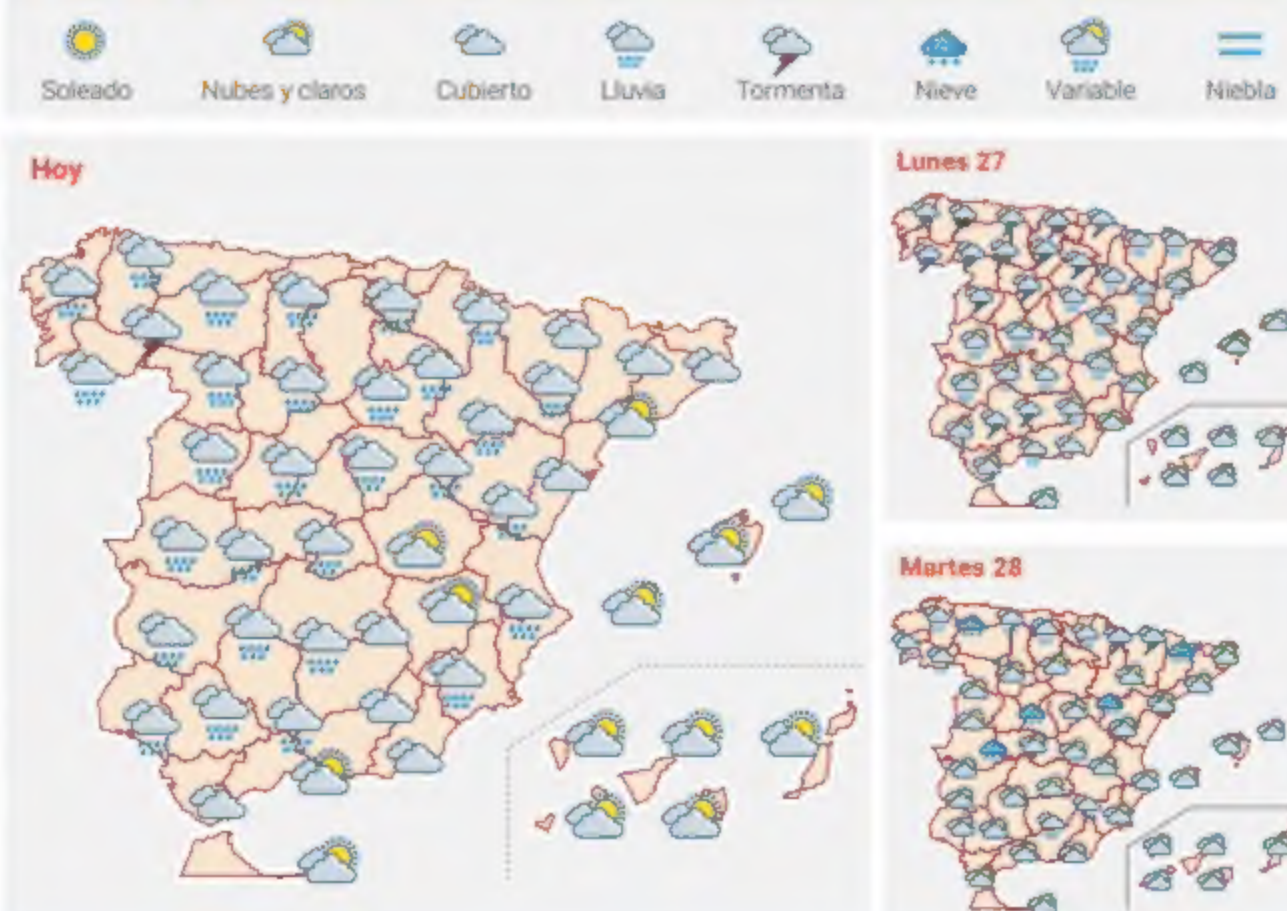 Soleado
Nubes y claros
Cubierto
Lluvia
Tormenta
Nieve
Variable
Niebla
Hoy
Lunes 27
Martes 28